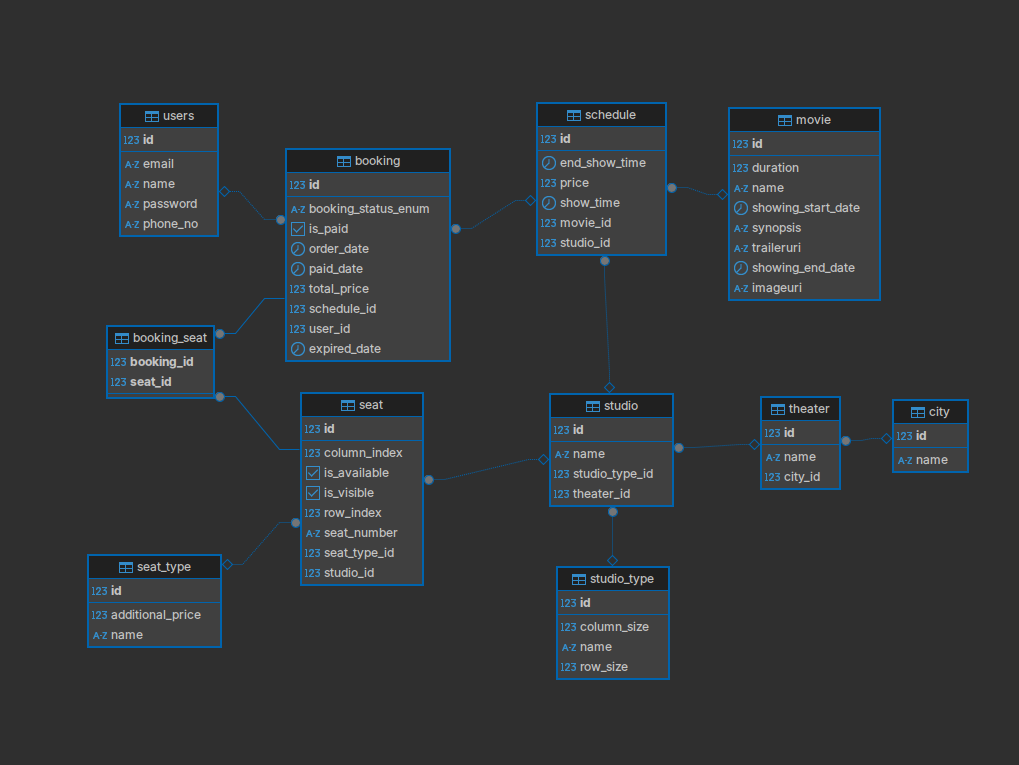 users
123 id
A-Z email
A-Z name
A-Z password
A-Z phone_no
booking
123 id
A-Z booking_status_enum
is_paid
order_date
paid_date
123 total_price
123 schedule_id
123 user_id
expired_date
schedule
123 id
end_show_time
123 price
show_time
123 movie_id
123 studio_id
movie
123 id
123 duration
A-Z name
showing_start_date
A-Z synopsis
A-Z traileruri
showing_end_date
A-Z imageuri
booking_seat
123 booking_id
123 seat_id
seat
123 id
123 column_index
is_available
is_visible
123 row_index
A-Z seat_number
123 seat_type_id
123 studio_id
studio
123 id
A-Z name
123 studio_type_id
123 theater_id
theater
123 id
A-Z name
123 city_id
city
123 id
A-Z name
seat_type
123 id
123 additional_price
A-Z name
studio_type
123 id
123 column_size
A-Z name
123 row_size